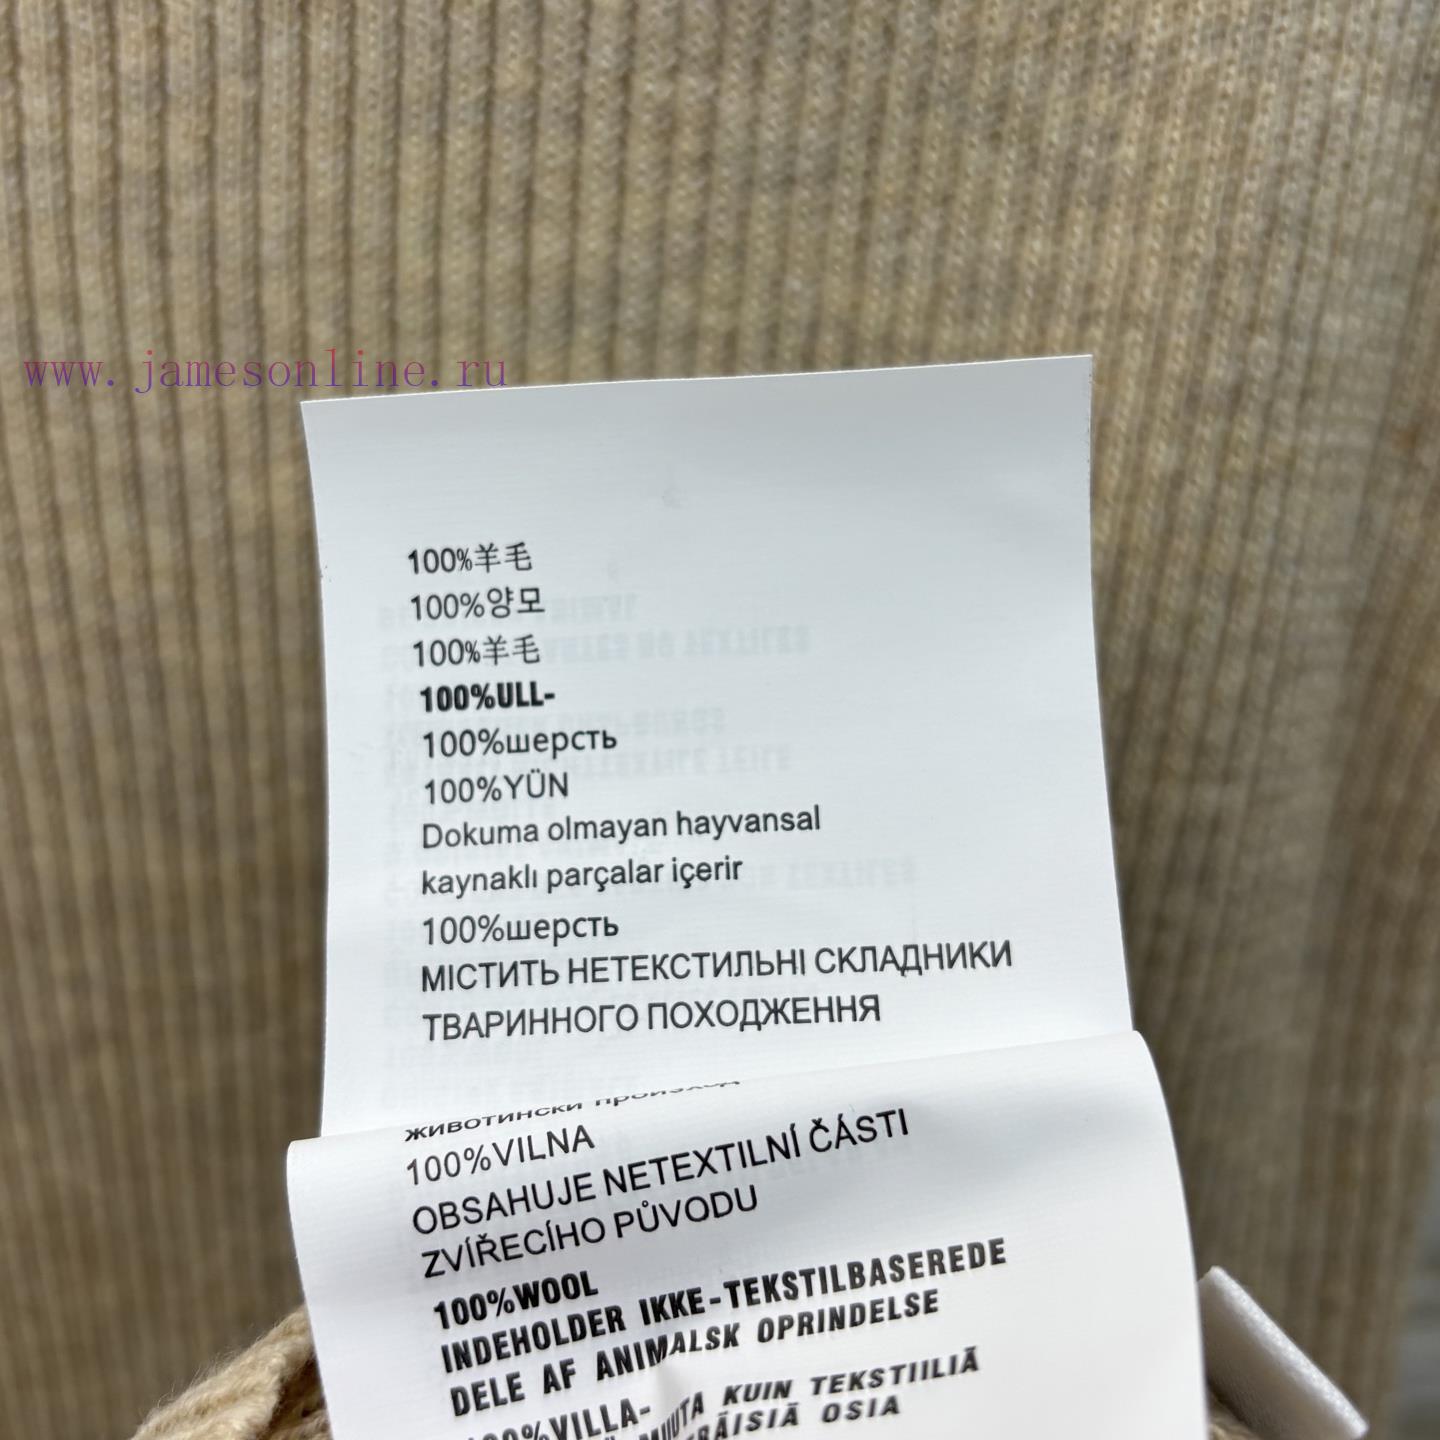 www.jamesonline.ru
100%羊毛
100%양모
100%羊毛
100%ULL-
100%шерсть
100%YÜN
Dokuma olmayan hayvansal
kaynaklı parçalar içerir
100%шерсть
МІСТИТЬ НЕТЕКСТИЛЬНІ СКЛАДНИКИ
ТВАРИННОГО ПОХОДЖЕННЯ
животински
100%VILNA
OBSAHUJE NETEXTILNÍ ČÁSTI
ZVÍŘECÍHO PŮVODU
100%WOOL
INDEHOLDER IKKE-TEKSTILBASEREDE
DELE AF ANIMALSK OPRINDELSE
100%VILLA-
KUIN TEKSTIILIÄ
OSIA